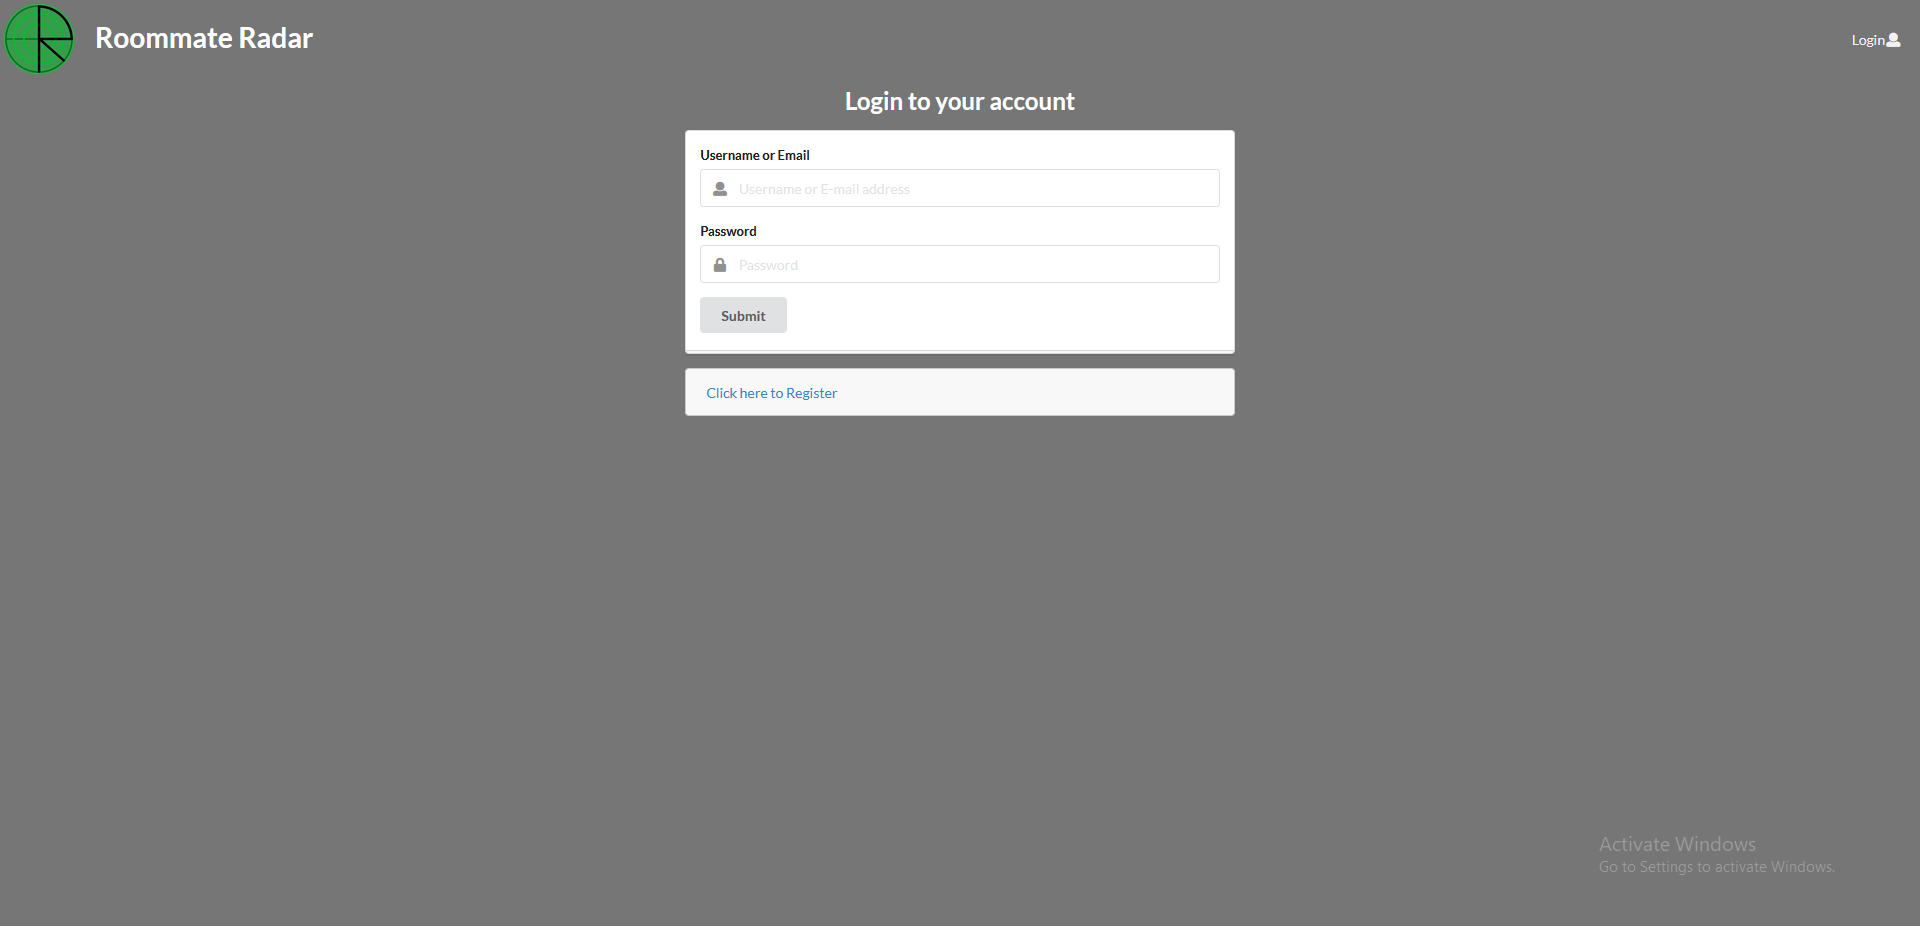 Roommate Radar
Login
Login to your account
Username or Email
Username or E-mail address
Password
Password
Submit
Click here to Register
Activate Windows
Go to Settings to activate Windows.